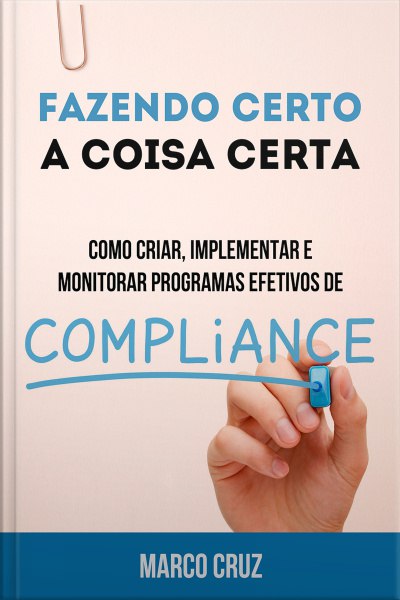 FAZENDO CERTO
A COISA CERTA
COMO CRIAR, IMPLEMENTAR E
MONITORAR PROGRAMAS EFETIVOS DE
COMPLiANCE
MARCO CRUZ